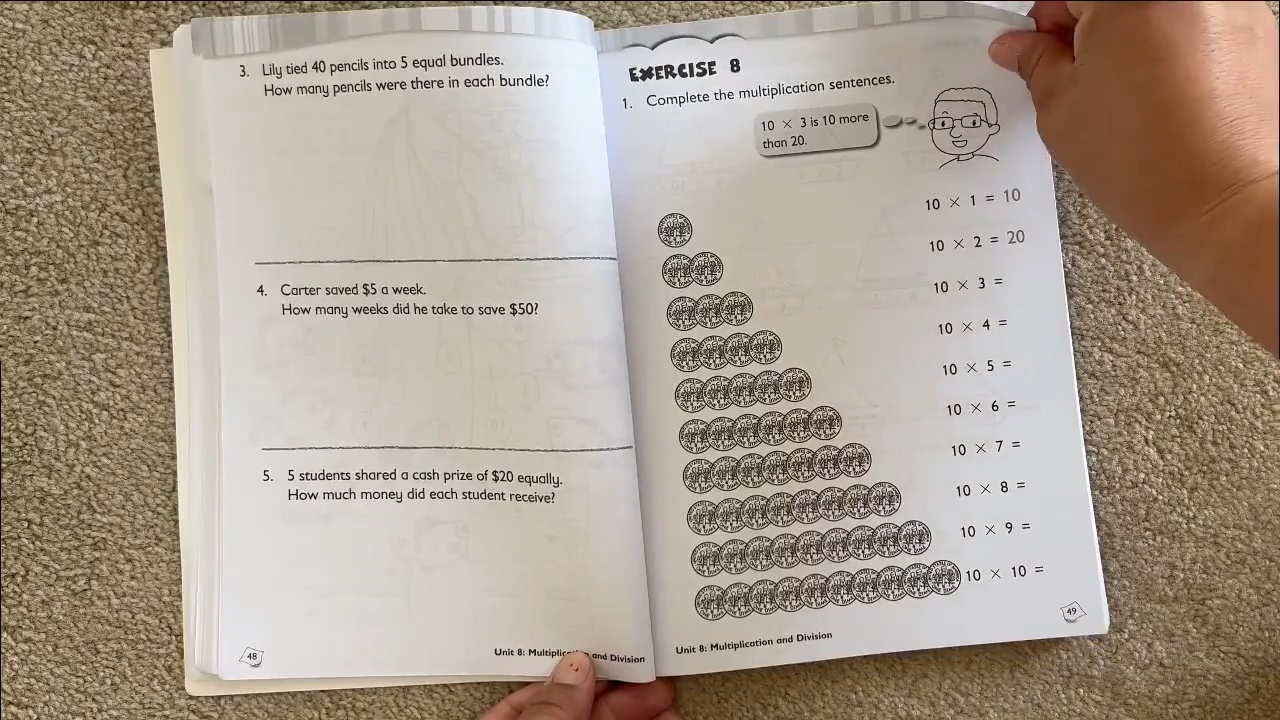 3. Lily tied 40 pencils into 5 equal bundles.
How many pencils were there in each bundle?
4. Carter saved $5 a week.
How many weeks did he take to save $50?
5. 5 students shared a cash prize of $20 equally.
How much money did each student receive?
48
Unit 8: Multiplication and Division
EXERCISE 8
1. Complete the multiplication sentences.
10 × 3 is 10 more
than 20.
10 × 1 = 10
10 × 2 = 20
10 × 3 =
10 × 4 =
10 × 5 =
10 × 6 =
10 × 7 =
10 × 8 =
10 × 9 =
10 × 10 =
Unit 8: Multiplication and Division
49